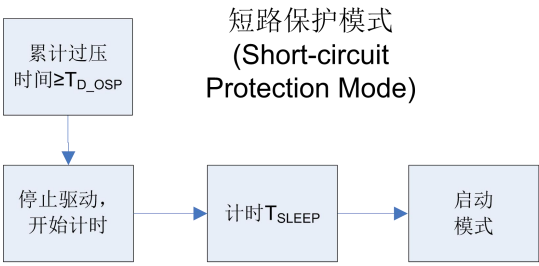 短路保护模式
(Short-circuit
Protection Mode)
累计过压
时间≥TD_OSP
停止驱动，
开始计时
计时TSLEEP
启动
模式